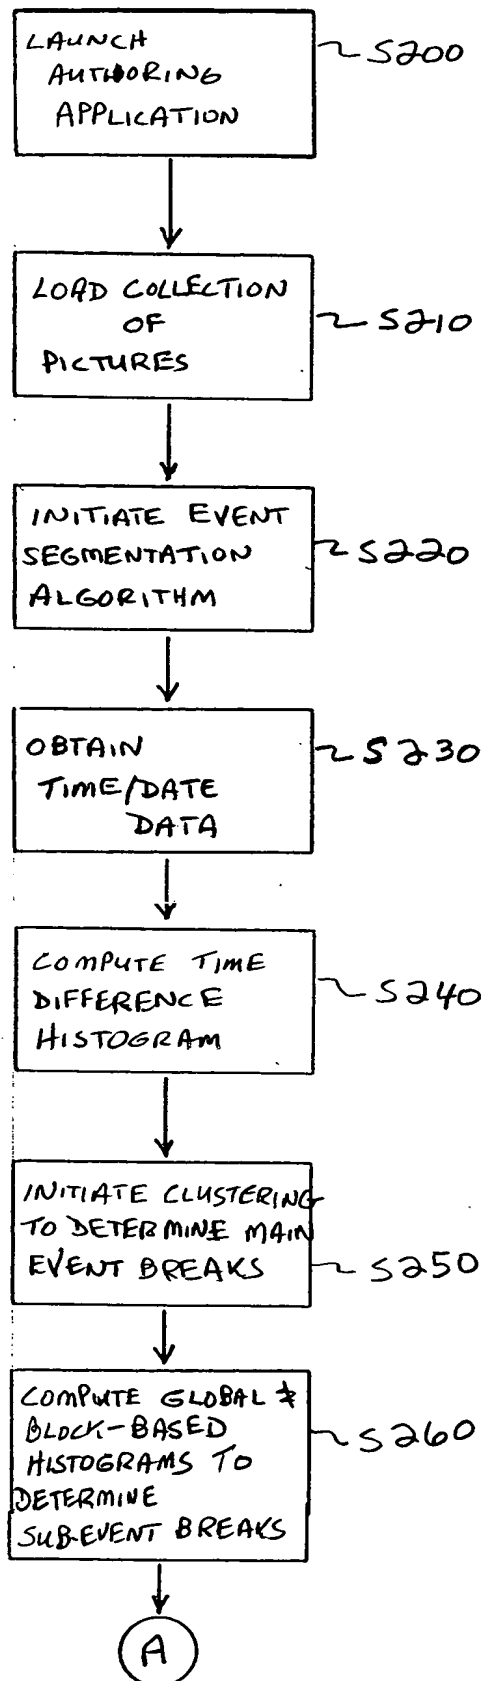 LAUNCH
AUTHORING
APPLICATION
S200
LOAD COLLECTION
OF
PICTURES
S210
INITIATE EVENT
SEGMENTATION
ALGORITHM
S220
OBTAIN
TIME/DATE
DATA
S230
COMPUTE TIME
DIFFERENCE
HISTOGRAM
S240
INITIATE CLUSTERING
TO DETERMINE MAIN
EVENT BREAKS
S250
COMPUTE GLOBAL &
BLOCK-BASED
HISTOGRAMS TO
DETERMINE
SUB-EVENT BREAKS
S260
A